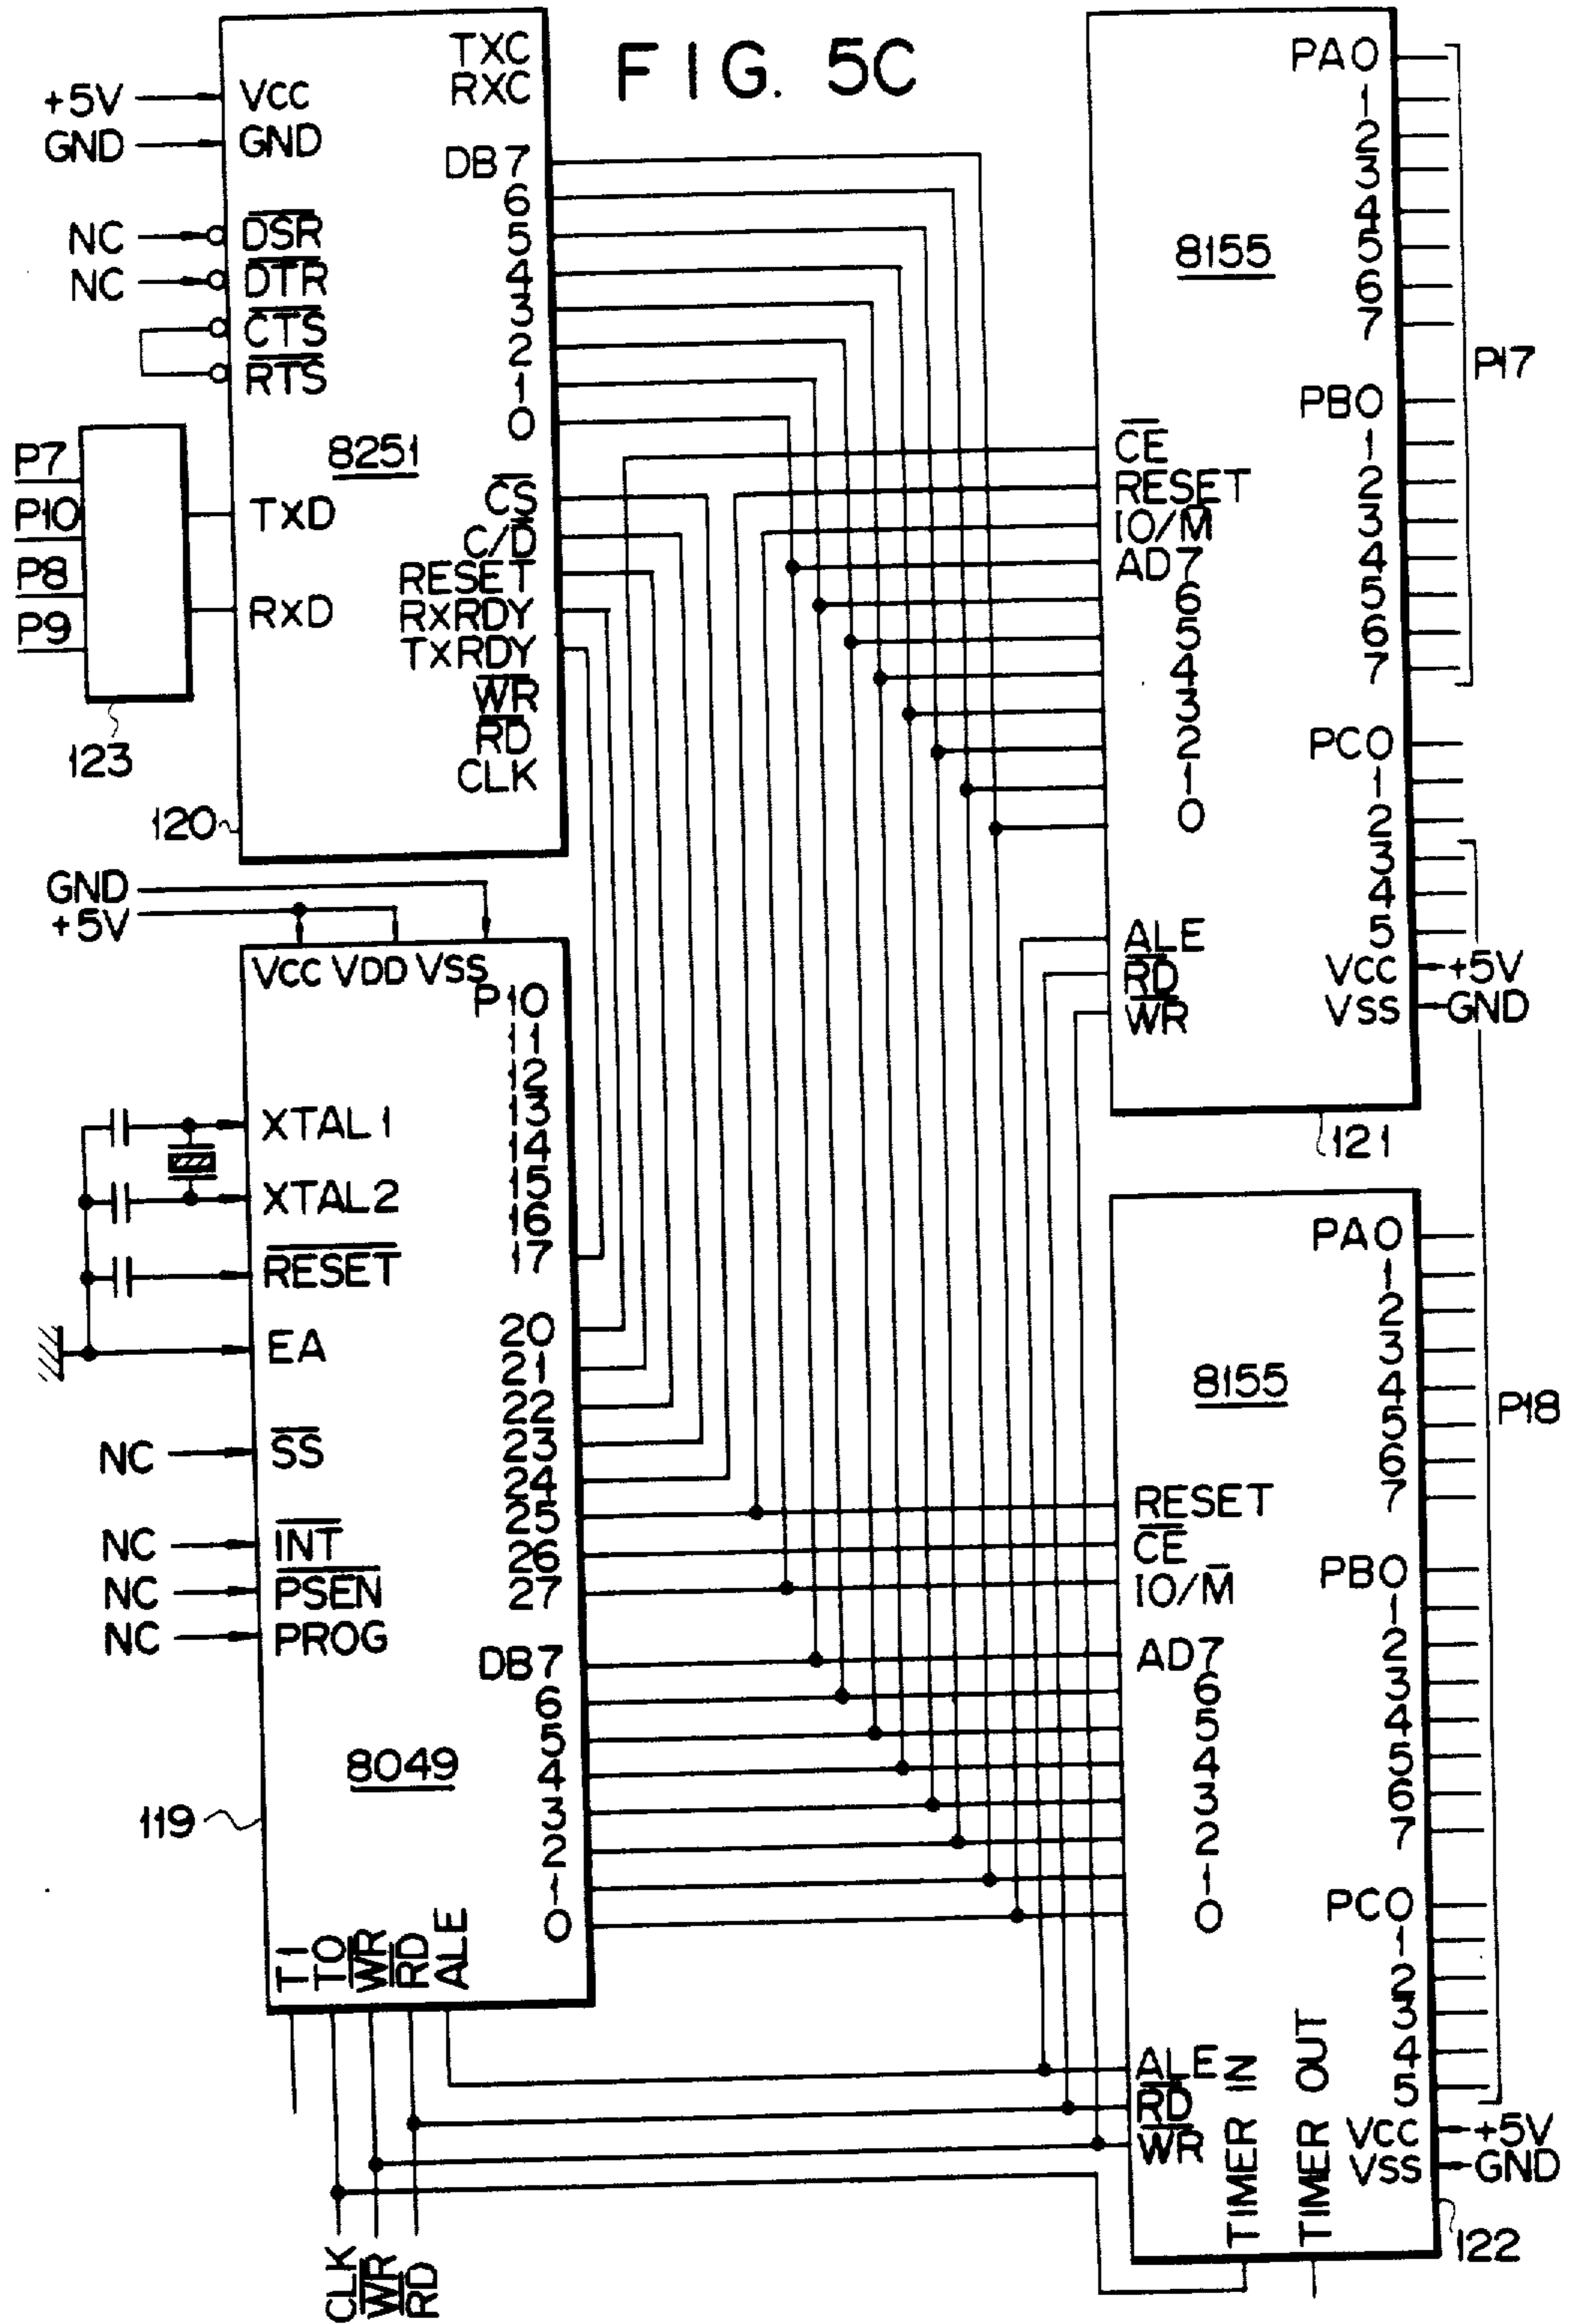 FIG. 5C
TXC
RXC
+5V
VCC
GND
GND
DB7
6
5
4
3
2
1
0
NC
DSR
NC
DTR
CTS
RTS
8251
P7
P10
P8
P9
TXD
RXD
CS
C/D
RESET
RXRDY
TXRDY
WR
RD
CLK
123
120
PA0
1
2
3
4
5
6
7
8155
P17
PB0
1
2
3
4
5
6
7
CE
RESET
IO/M
AD7
6
5
4
3
2
1
0
PC0
1
2
3
4
5
ALE
RD
WR
VCC
+5V
VSS
GND
121
GND
+5V
VCC VDD VSS
P10
11
12
13
14
15
16
17
XTAL1
XTAL2
RESET
EA
NC
SS
NC
INT
NC
PSEN
NC
PROG
20
21
22
23
24
25
26
27
DB7
6
5
4
3
2
1
0
8049
119
T1
T0
WR
RD
ALE
CLK
WR
RD
PA0
1
2
3
4
5
6
7
8155
P18
RESET
CE
IO/M
PB0
1
2
3
4
5
6
7
AD7
6
5
4
3
2
1
0
PC0
1
2
3
4
5
ALE
RD
WR
TIMER IN
TIMER OUT
VCC
+5V
VSS
GND
122